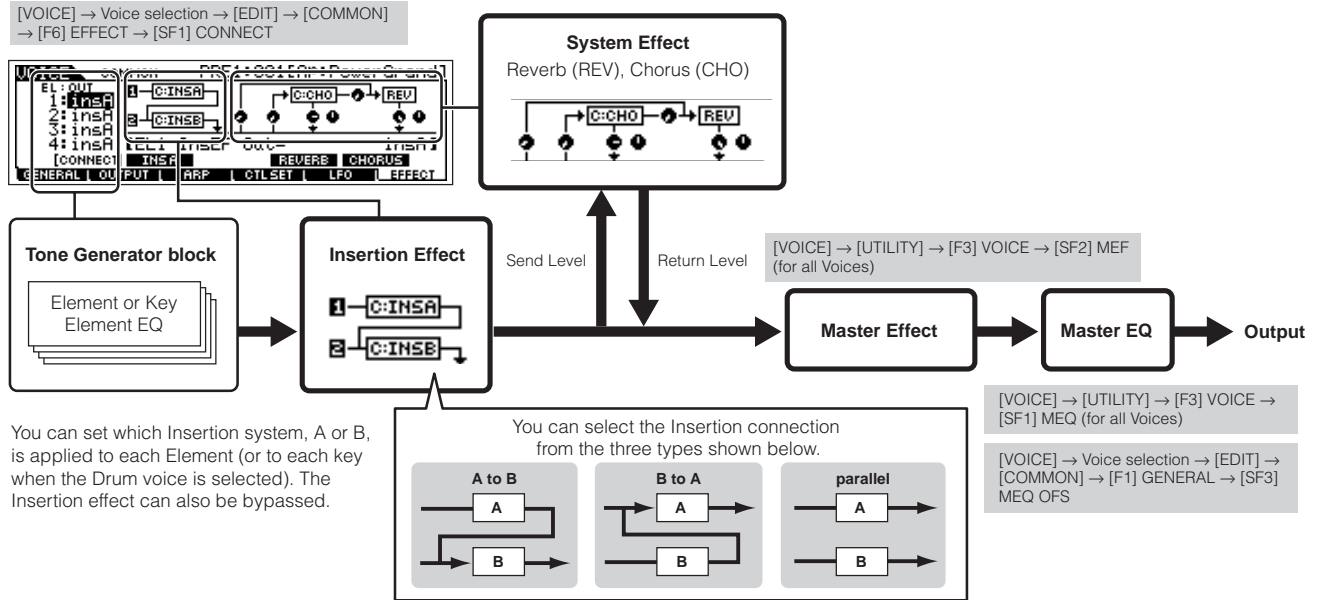 [VOICE] → Voice selection → [EDIT] → [COMMON]
→ [F6] EFFECT → [SF1] CONNECT
System Effect
Reverb (REV), Chorus (CHO)
C:CHO
REV
EL:OUT
1:insA
2:insA
3:insA
4:insA
1 C:INSA
2 C:INSB
C:CHO
REV
[CONNECT] INSA REVERB CHORUS
GENERAL OUTPUT ARP CTLSET LFO EFFECT
Tone Generator block
Element or Key
Element EQ
Insertion Effect
1 C:INSA
2 C:INSB
Send Level
Return Level
[VOICE] → [UTILITY] → [F3] VOICE → [SF2] MEF
(for all Voices)
Master Effect
Master EQ
Output
[VOICE] → [UTILITY] → [F3] VOICE →
[SF1] MEQ (for all Voices)
[VOICE] → Voice selection → [EDIT] →
[COMMON] → [F1] GENERAL → [SF3]
MEQ OFS
You can set which Insertion system, A or B,
is applied to each Element (or to each key
when the Drum voice is selected). The
Insertion effect can also be bypassed.
You can select the Insertion connection
from the three types shown below.
A to B
A
B
B to A
A
B
parallel
A
B